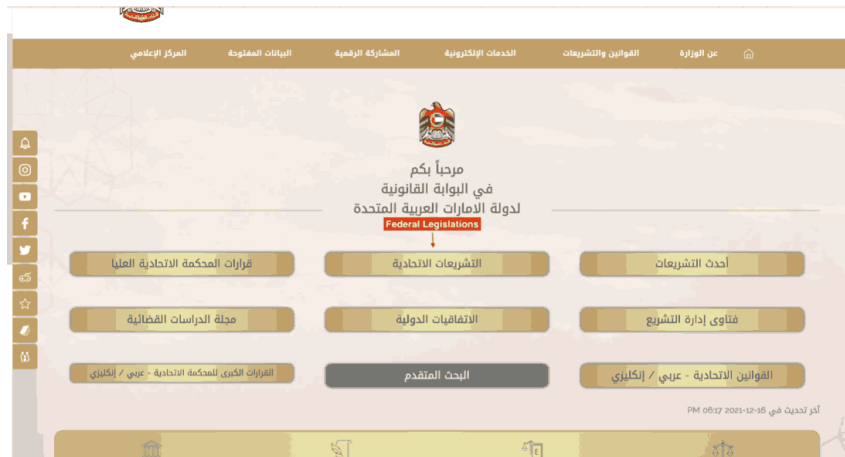 عن الوزارة
القوانين والتشريعات
الخدمات الإلكترونية
المشاركة الرقمية
البيانات المفتوحة
المركز الإعلامي
مرحباً بكم
في البوابة القانونية
لدولة الامارات العربية المتحدة
Federal Legislations
أحدث التشريعات
التشريعات الاتحادية
قرارات المحكمة الاتحادية العليا
فتاوى إدارة التشريع
الاتفاقيات الدولية
مجلة الدراسات القضائية
القوانين الاتحادية - عربي / إنكليزي
البحث المتقدم
القرارات الكبرى للمحكمة الاتحادية - عربي / إنكليزي
آخر تحديث في 16-12-2021 06:17 PM